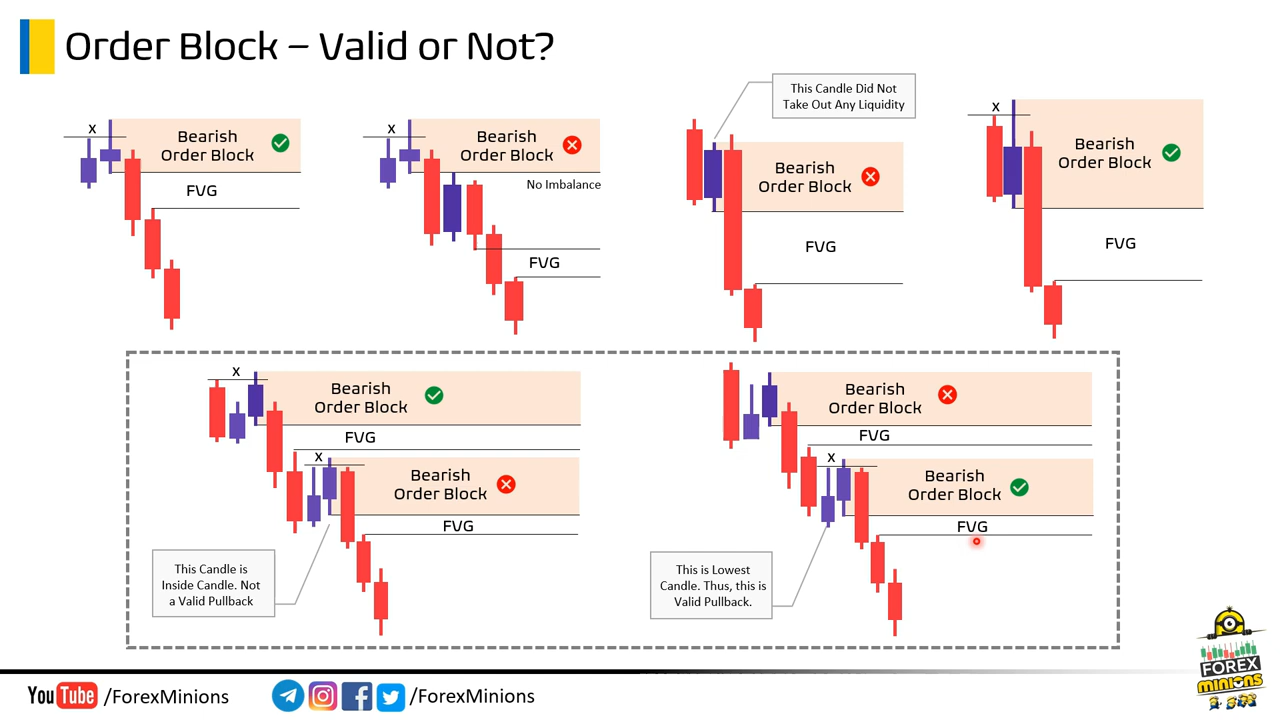 Order Block – Valid or Not?
X
Bearish
Order Block
FVG
X
Bearish
Order Block
No Imbalance
FVG
This Candle Did Not
Take Out Any Liquidity
Bearish
Order Block
FVG
X
Bearish
Order Block
FVG
X
Bearish
Order Block
FVG
X
Bearish
Order Block
FVG
This Candle is
Inside Candle. Not
a Valid Pullback
Bearish
Order Block
FVG
X
Bearish
Order Block
FVG
This is Lowest
Candle. Thus, this is
Valid Pullback.
YouTube /ForexMinions
/ForexMinions
FOREX
minions